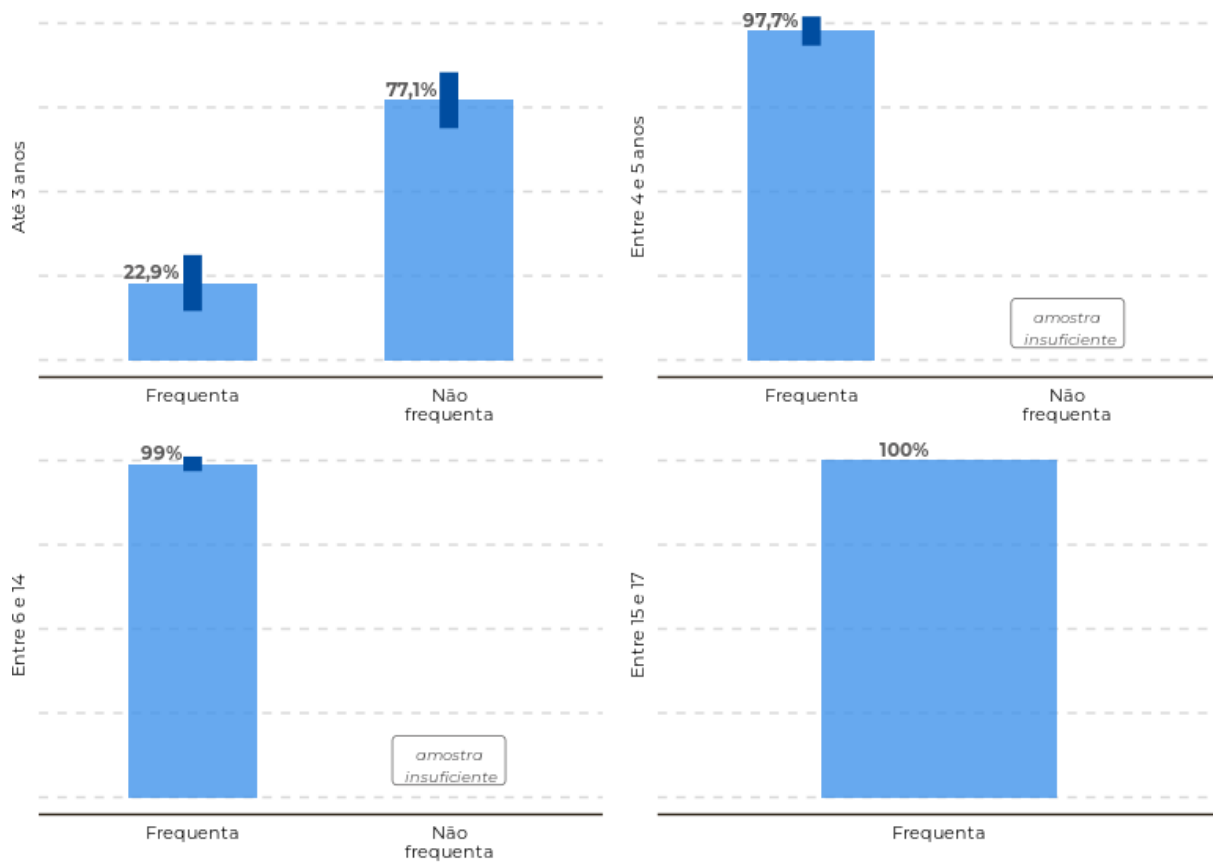 Até 3 anos
22,9%
77,1%
Frequenta
Não
frequenta
Entre 4 e 5 anos
97,7%
amostra
insuficiente
Frequenta
Não
frequenta
Entre 6 e 14
99%
amostra
insuficiente
Frequenta
Não
frequenta
Entre 15 e 17
100%
Frequenta